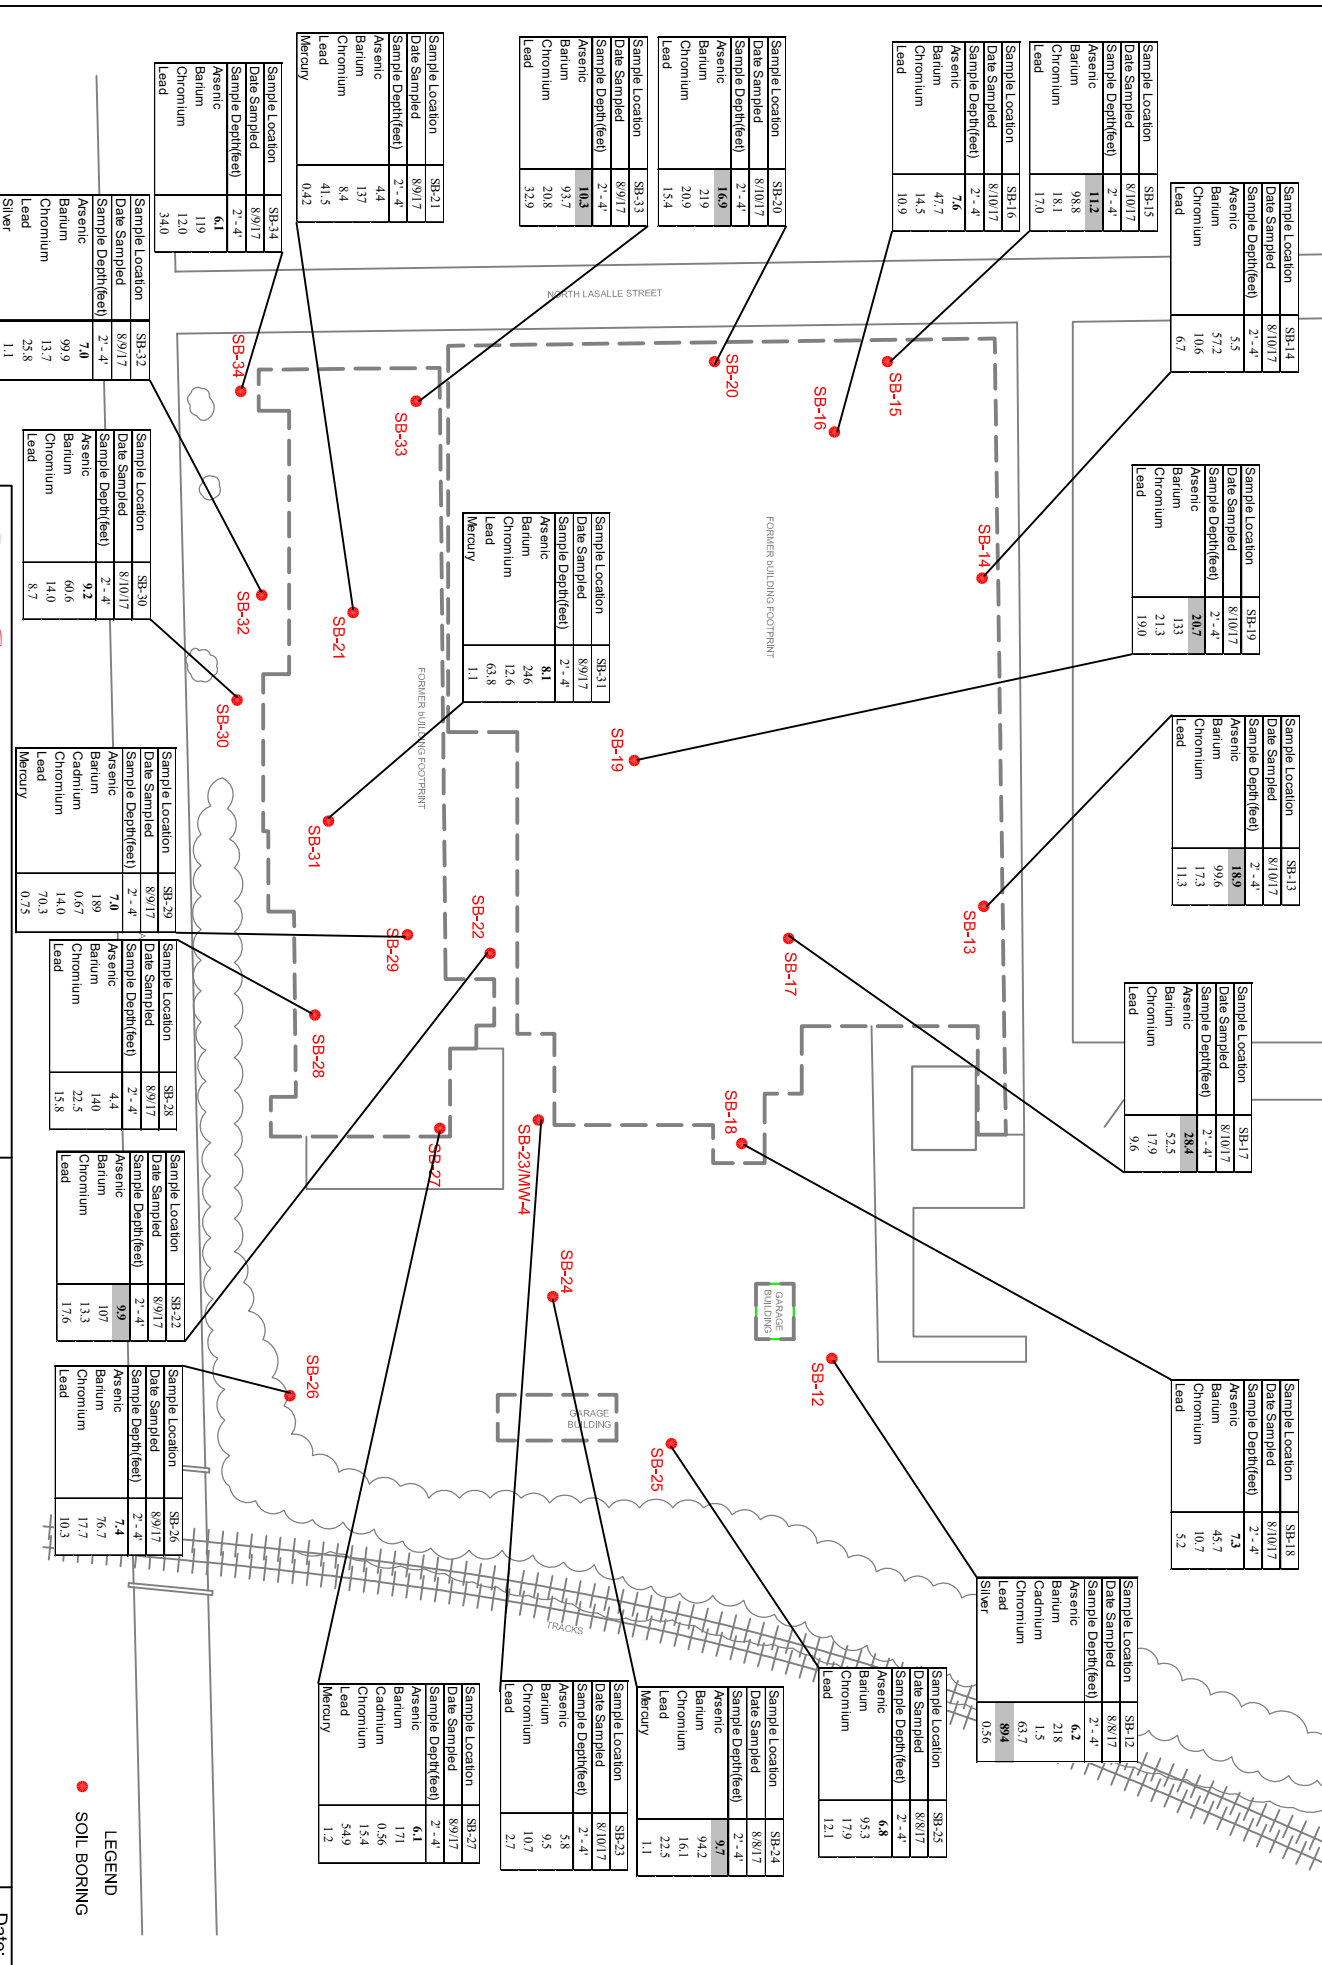 Sample Location SB-14
Date Sampled 8/10/17
Sample Depth(feet) 2' - 4'
Arsenic 5.5
Barium 57.2
Chromium 10.6
Lead 6.7
Sample Location SB-13
Date Sampled 8/10/17
Sample Depth(feet) 2' - 4'
Arsenic 18.9
Barium 99.6
Chromium 17.3
Lead 11.3
Sample Location SB-18
Date Sampled 8/10/17
Sample Depth(feet) 2' - 4'
Arsenic 7.3
Barium 45.7
Chromium 10.7
Lead 5.2
Sample Location SB-19
Date Sampled 8/10/17
Sample Depth(feet) 2' - 4'
Arsenic 20.7
Barium 133
Chromium 21.3
Lead 19.0
Sample Location SB-17
Date Sampled 8/10/17
Sample Depth(feet) 2' - 4'
Arsenic 28.4
Barium 52.5
Chromium 17.9
Lead 9.6
Sample Location SB-15
Date Sampled 8/10/17
Sample Depth(feet) 2' - 4'
Arsenic 11.2
Barium 98.8
Chromium 18.1
Lead 17.0
Sample Location SB-12
Date Sampled 8/8/17
Sample Depth(feet) 2' - 4'
Arsenic 6.2
Barium 218
Cadmium 1.5
Chromium 63.7
Lead 894
Silver 0.56
Sample Location SB-16
Date Sampled 8/10/17
Sample Depth(feet) 2' - 4'
Arsenic 7.6
Barium 47.7
Chromium 14.5
Lead 10.9
Sample Location SB-25
Date Sampled 8/8/17
Sample Depth(feet) 2' - 4'
Arsenic 6.8
Barium 95.3
Chromium 17.9
Lead 12.1
Sample Location SB-20
Date Sampled 8/10/17
Sample Depth(feet) 2' - 4'
Arsenic 16.9
Barium 219
Chromium 20.9
Lead 15.4
Sample Location SB-24
Date Sampled 8/8/17
Sample Depth(feet) 2' - 4'
Arsenic 9.7
Barium 94.2
Chromium 16.1
Lead 22.5
Mercury 1.1
Sample Location SB-33
Date Sampled 8/9/17
Sample Depth(feet) 2' - 4'
Arsenic 10.3
Barium 93.7
Chromium 20.8
Lead 32.9
Sample Location SB-31
Date Sampled 8/9/17
Sample Depth(feet) 2' - 4'
Arsenic 8.1
Barium 246
Chromium 12.6
Lead 63.8
Mercury 1.1
Sample Location SB-23
Date Sampled 8/10/17
Sample Depth(feet) 2' - 4'
Arsenic 5.8
Barium 9.5
Chromium 10.7
Lead 2.7
Sample Location SB-21
Date Sampled 8/9/17
Sample Depth(feet) 2' - 4'
Arsenic 4.4
Barium 137
Chromium 8.4
Lead 41.5
Mercury 0.42
Sample Location SB-27
Date Sampled 8/9/17
Sample Depth(feet) 2' - 4'
Arsenic 6.1
Barium 171
Cadmium 0.56
Chromium 15.4
Lead 54.9
Mercury 1.2
Sample Location SB-34
Date Sampled 8/9/17
Sample Depth(feet) 2' - 4'
Arsenic 6.1
Barium 119
Chromium 12.0
Lead 34.0
Sample Location SB-32
Date Sampled 8/9/17
Sample Depth(feet) 2' - 4'
Arsenic 7.0
Barium 99.9
Chromium 13.7
Lead 25.8
Silver 1.1
Sample Location SB-30
Date Sampled 8/10/17
Sample Depth(feet) 2' - 4'
Arsenic 9.2
Barium 60.6
Chromium 14.0
Lead 8.7
Sample Location SB-29
Date Sampled 8/9/17
Sample Depth(feet) 2' - 4'
Arsenic 7.0
Barium 189
Cadmium 0.67
Chromium 14.0
Lead 70.3
Mercury 0.75
Sample Location SB-28
Date Sampled 8/9/17
Sample Depth(feet) 2' - 4'
Arsenic 4.4
Barium 140
Chromium 22.5
Lead 15.8
Sample Location SB-22
Date Sampled 8/9/17
Sample Depth(feet) 2' - 4'
Arsenic 9.9
Barium 107
Chromium 13.3
Lead 17.6
Sample Location SB-26
Date Sampled 8/9/17
Sample Depth(feet) 2' - 4'
Arsenic 7.4
Barium 76.7
Chromium 17.7
Lead 10.3
NORTH LASALLE STREET
FORMER bUILDING FOOTPRINT
FORMER bUILDING FOOTPRINT
GARAGE
BUILDING
GARAGE
BUILDING
TRACKS
SB-14
SB-13
SB-15
SB-16
SB-17
SB-12
SB-20
SB-18
SB-25
SB-19
SB-24
SB-23/MW-4
SB-22
SB-33
SB-27
SB-29
SB-21
SB-31
SB-28
SB-26
SB-34
SB-32
SB-30
LEGEND
SOIL BORING
Date: